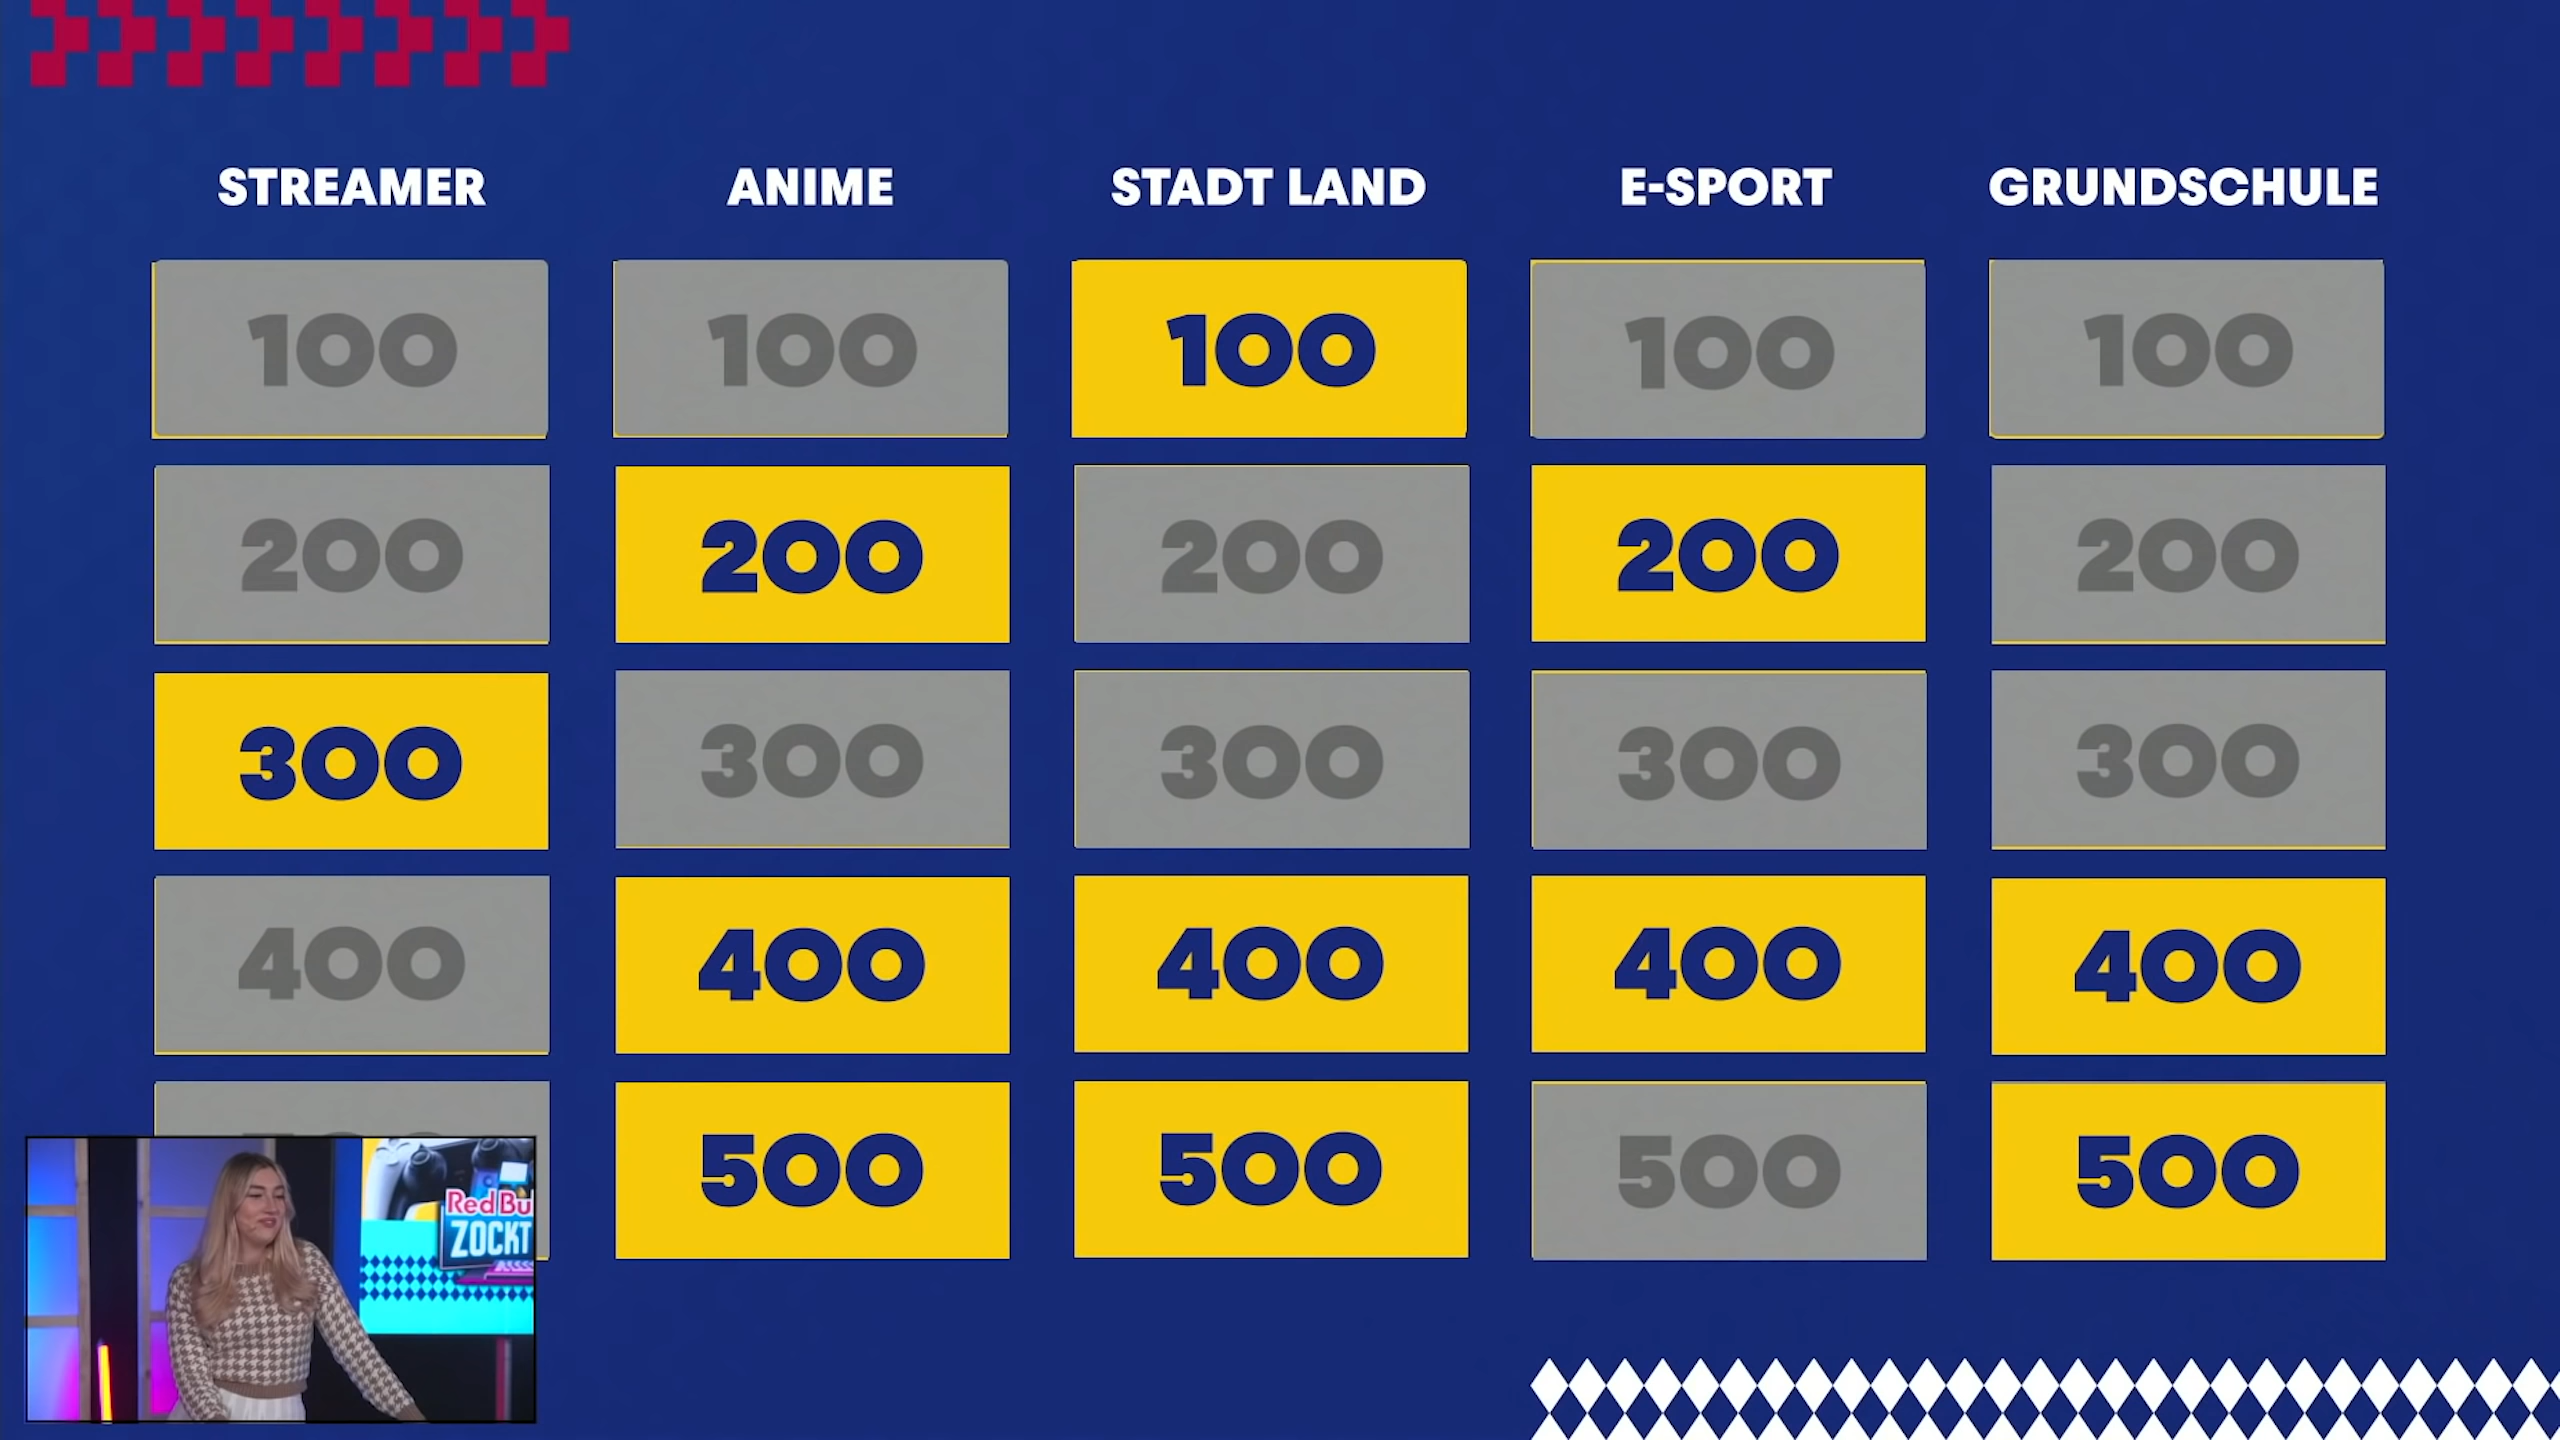 STREAMER ANIME STADT LAND E-SPORT GRUNDSCHULE
100 100 100 100 100
200 200 200 200 200
300 300 300 300 300
400 400 400 400 400
500 500 500 500
Red Bu
ZOCKT